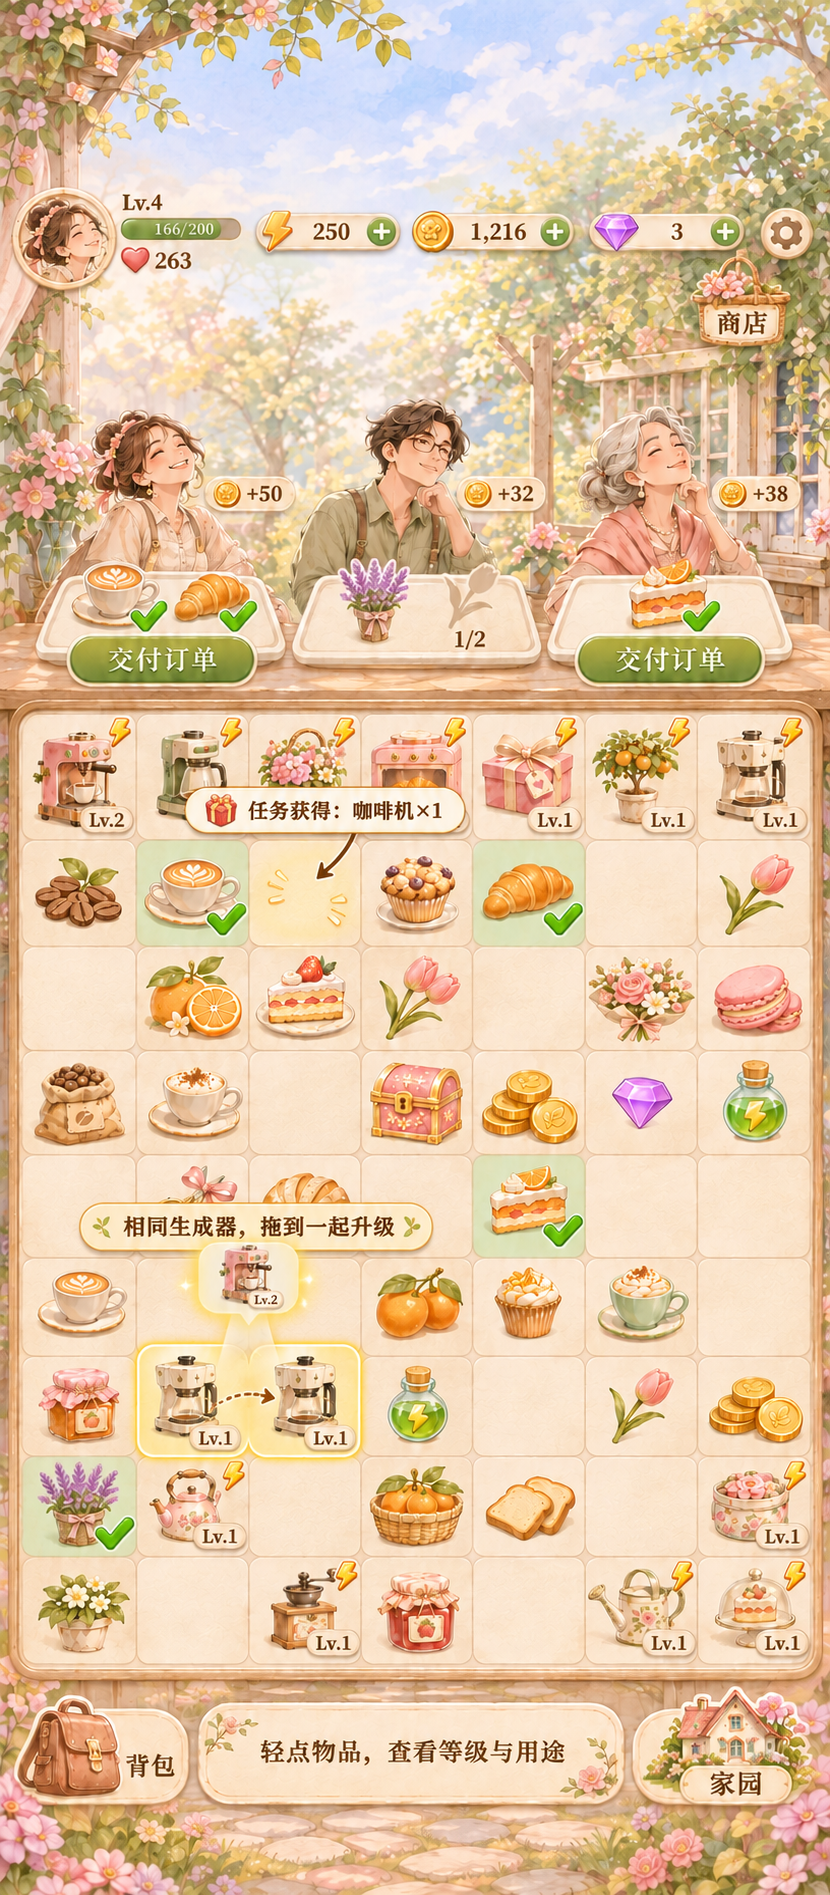 Lv.4
166/200
263
250
1,216
3
商店
+50
+32
+38
1/2
交付订单
交付订单
Lv.2
Lv.1
Lv.1
Lv.1
任务获得：咖啡机×1
相同生成器，拖到一起升级
Lv.2
Lv.1
Lv.1
Lv.1
Lv.1
Lv.1
Lv.1
Lv.1
背包
轻点物品，查看等级与用途
家园